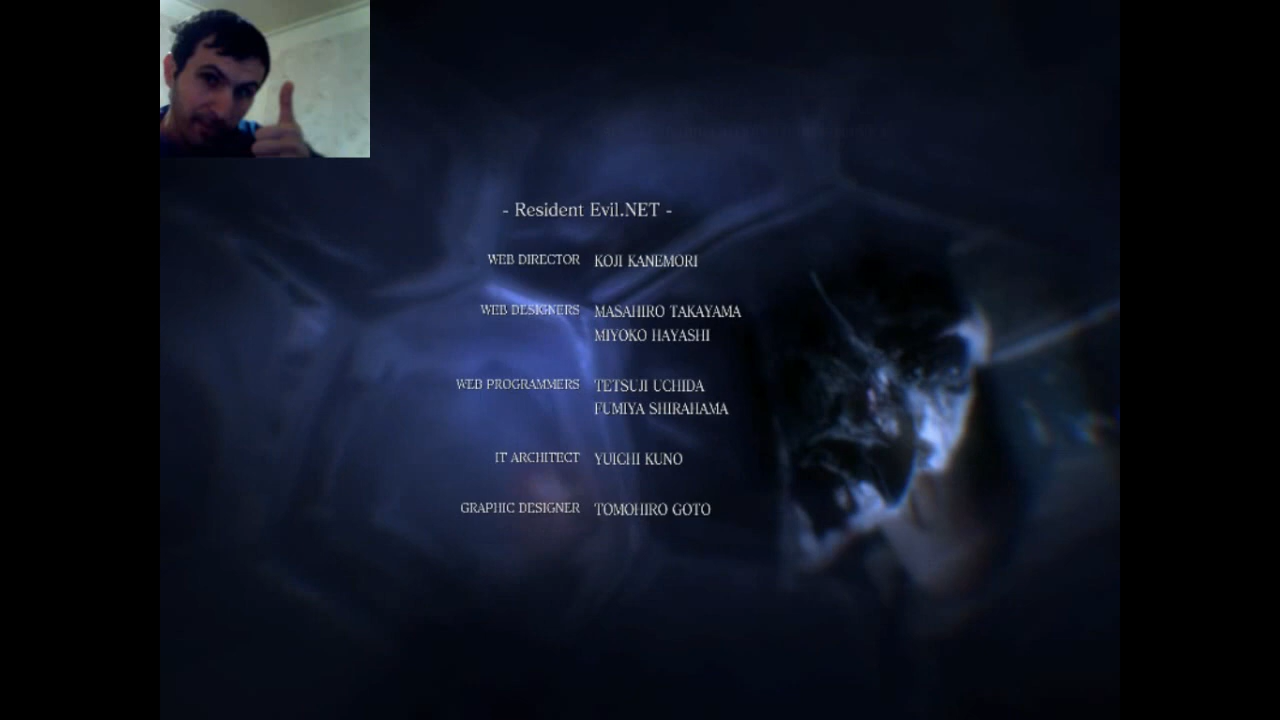 - Resident Evil.NET -
WEB DIRECTOR KOJI KANEMORI
WEB DESIGNERS MASAHIRO TAKAYAMA
MIYOKO HAYASHI
WEB PROGRAMMERS TETSUJI UCHIDA
FUMIYA SHIRAHAMA
IT ARCHITECT YUICHI KUNO
GRAPHIC DESIGNER TOMOHIRO GOTO